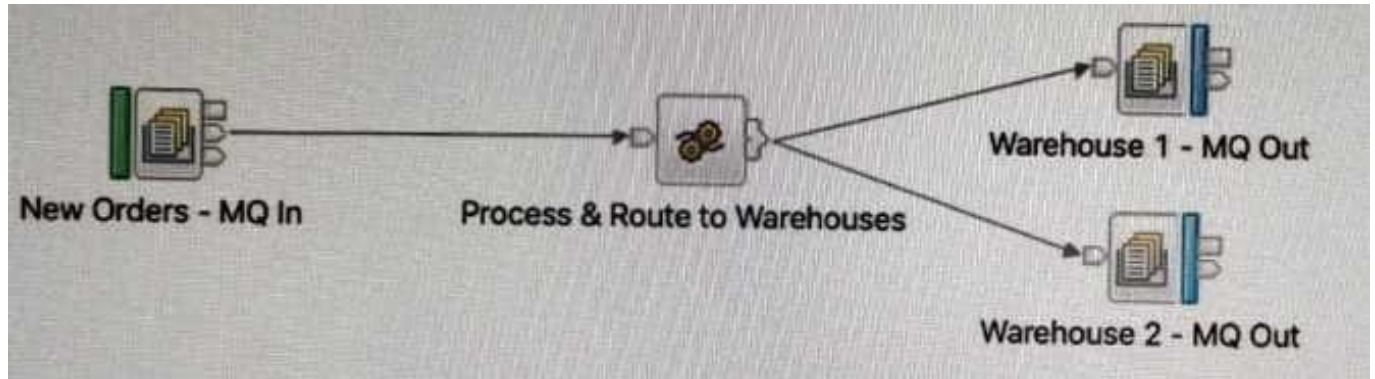 New Orders - MQ In
Process & Route to Warehouses
Warehouse 1 - MQ Out
Warehouse 2 - MQ Out